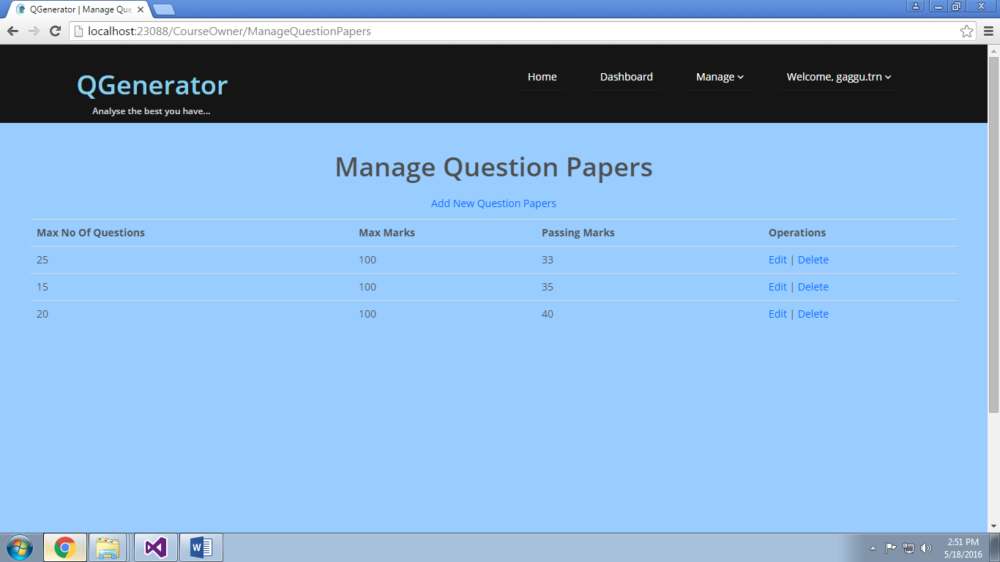 QGenerator | Manage Que
localhost:23088/CourseOwner/ManageQuestionPapers
QGenerator
Analyse the best you have...
Home Dashboard Manage Welcome, gaggu.trn
Manage Question Papers
Add New Question Papers
Max No Of Questions Max Marks Passing Marks Operations
25 100 33 Edit | Delete
15 100 35 Edit | Delete
20 100 40 Edit | Delete
2:51 PM
5/18/2016